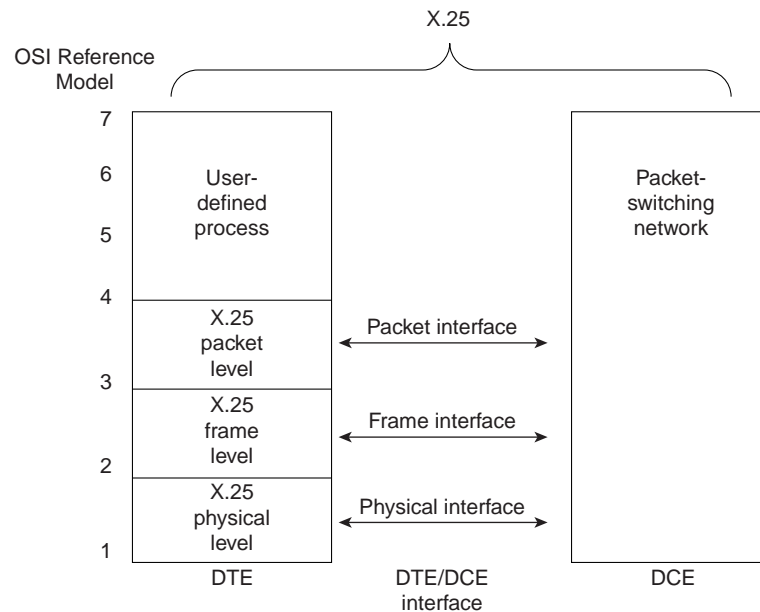 X.25
OSI Reference
Model
7
6
5
4
3
2
1
User-
defined
process
X.25
packet
level
X.25
frame
level
X.25
physical
level
DTE
Packet interface
Frame interface
Physical interface
DTE/DCE
interface
Packet-
switching
network
DCE